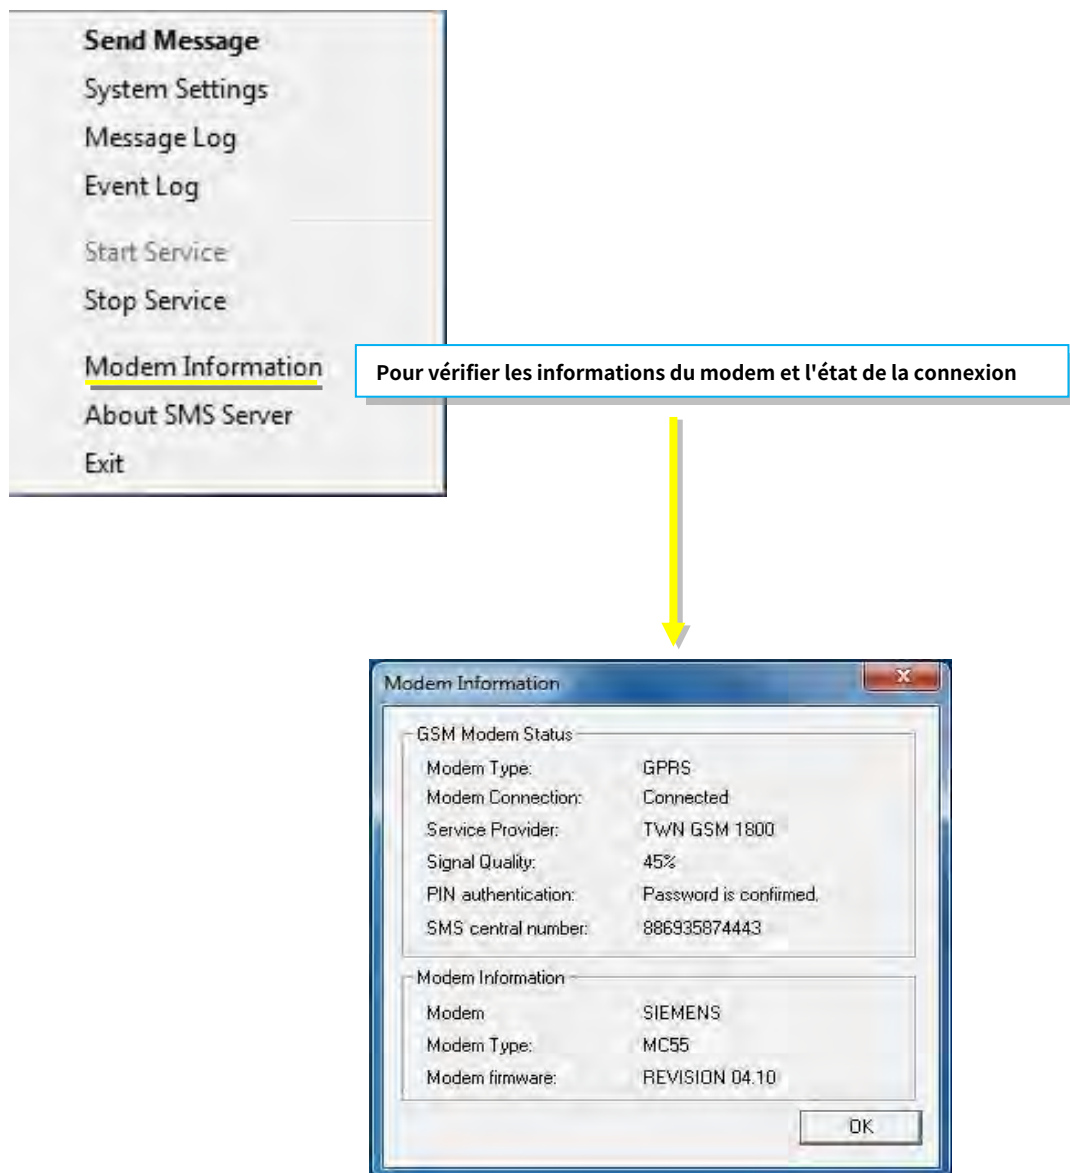 Send Message
System Settings
Message Log
Event Log
Start Service
Stop Service
Modem Information
Pour vérifier les informations du modem et l'état de la connexion
About SMS Server
Exit
Modem Information
x
GSM Modem Status
Modem Type: GPRS
Modem Connection: Connected
Service Provider: TWN GSM 1800
Signal Quality: 45%
PIN authentication: Password is confirmed.
SMS central number: 886935874443
Modem Information
Modem SIEMENS
Modem Type: MC55
Modem firmware: REVISION 04.10
OK